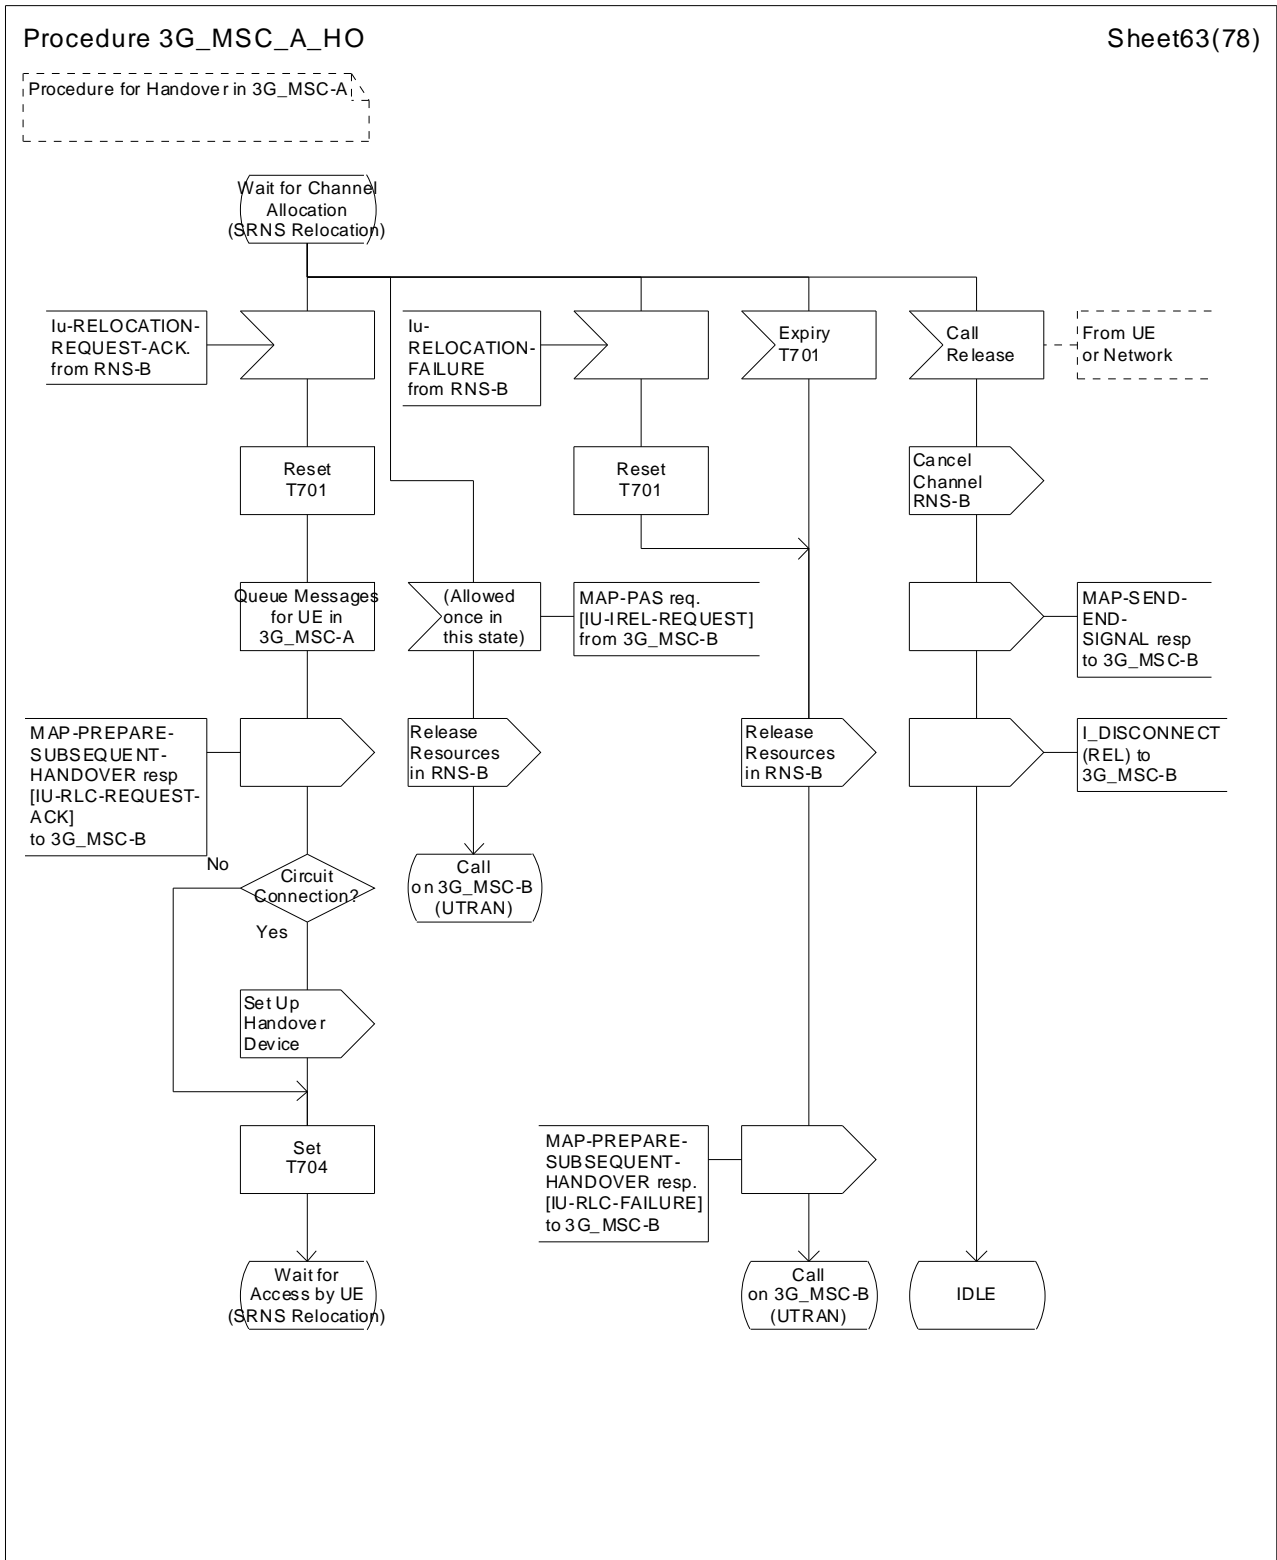 Procedure 3G_MSC_A_HO
Sheet63(78)
Procedure for Handover in 3G_MSC-A
Wait for Channel
Allocation
(SRNS Relocation)
Iu-RELOCATION-
REQUEST-ACK.
from RNS-B
Iu-
RELOCATION-
FAILURE
from RNS-B
Expiry
T701
Call
Release
From UE
or Network
Reset
T701
Reset
T701
Cancel
Channel
RNS-B
Queue Messages
for UE in
3G_MSC-A
(Allowed
once in
this state)
MAP-PAS req.
[IU-IREL-REQUEST]
from 3G_MSC-B
MAP-SEND-
END-
SIGNAL resp
to 3G_MSC-B
MAP-PREPARE-
SUBSEQUENT-
HANDOVER resp
[IU-RLC-REQUEST-
ACK]
to 3G_MSC-B
Release
Resources
in RNS-B
Release
Resources
in RNS-B
I_DISCONNECT
(REL) to
3G_MSC-B
No
Circuit
Connection?
Yes
Call
on 3G_MSC-B
(UTRAN)
Set Up
Handover
Device
Set
T704
MAP-PREPARE-
SUBSEQUENT-
HANDOVER resp.
[IU-RLC-FAILURE]
to 3G_MSC-B
Wait for
Access by UE
(SRNS Relocation)
Call
on 3G_MSC-B
(UTRAN)
IDLE